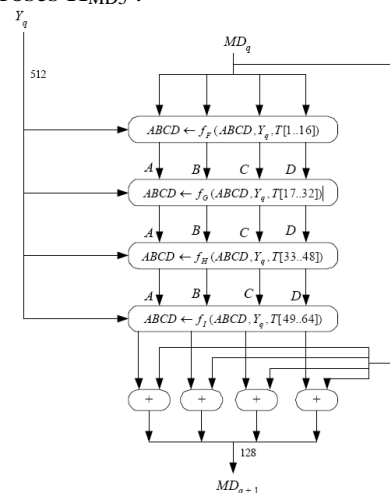 Y_q
MD_q
512
ABCD ← f_F (ABCD, Y_q, T[1..16])
A B C D
ABCD ← f_G (ABCD, Y_q, T[17..32])
A B C D
ABCD ← f_H (ABCD, Y_q, T[33..48])
A B C D
ABCD ← f_I (ABCD, Y_q, T[49..64])
+ + + +
128
MD_{q+1}